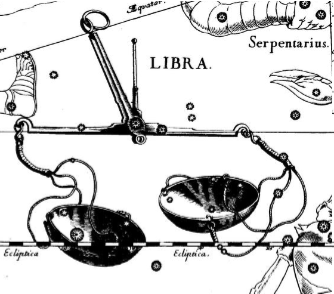 Æquator.
Serpentarius.
LIBRA.
Ecliptica
Ecliptica.